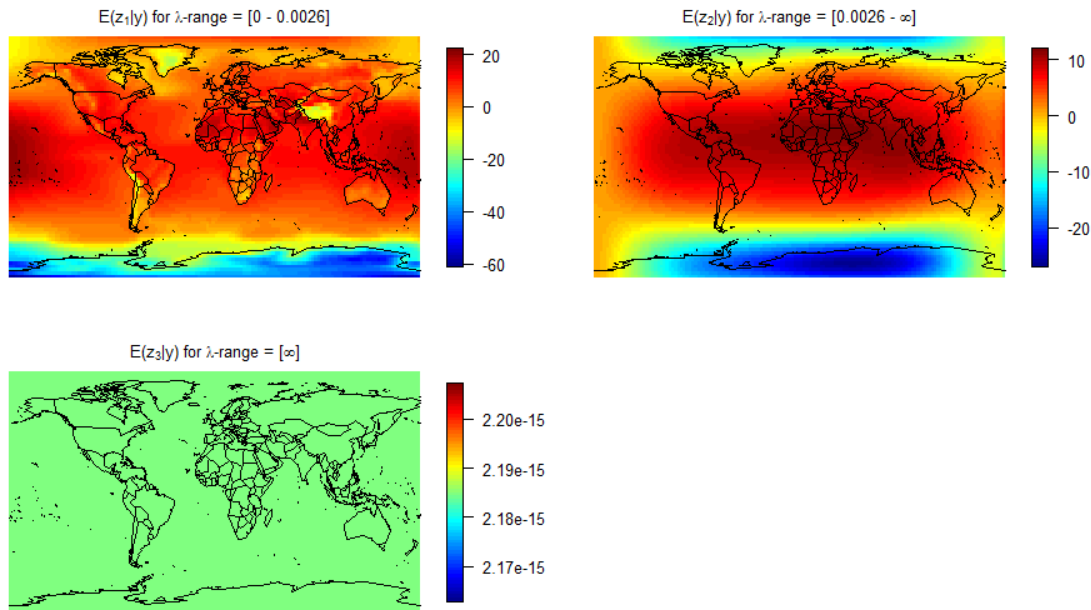 E(z₁|y) for λ-range = [0 - 0.0026]
20
0
-20
-40
-60
E(z₂|y) for λ-range = [0.0026 - ∞]
10
0
-10
-20
E(z₃|y) for λ-range = [∞]
2.20e-15
2.19e-15
2.18e-15
2.17e-15